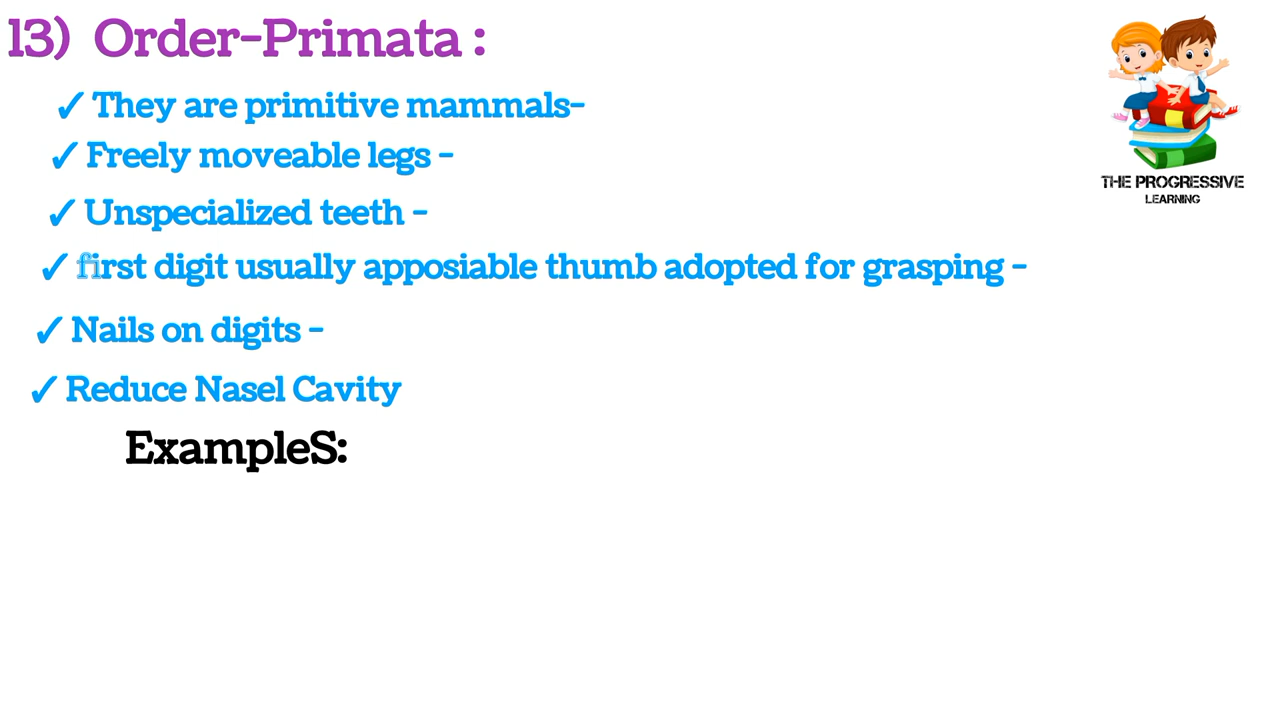 13) Order-Primata :
✓ They are primitive mammals-
✓ Freely moveable legs -
✓ Unspecialized teeth -
✓ first digit usually apposiable thumb adopted for grasping -
✓ Nails on digits -
✓ Reduce Nasel Cavity
ExampleS:
THE PROGRESSIVE
LEARNING